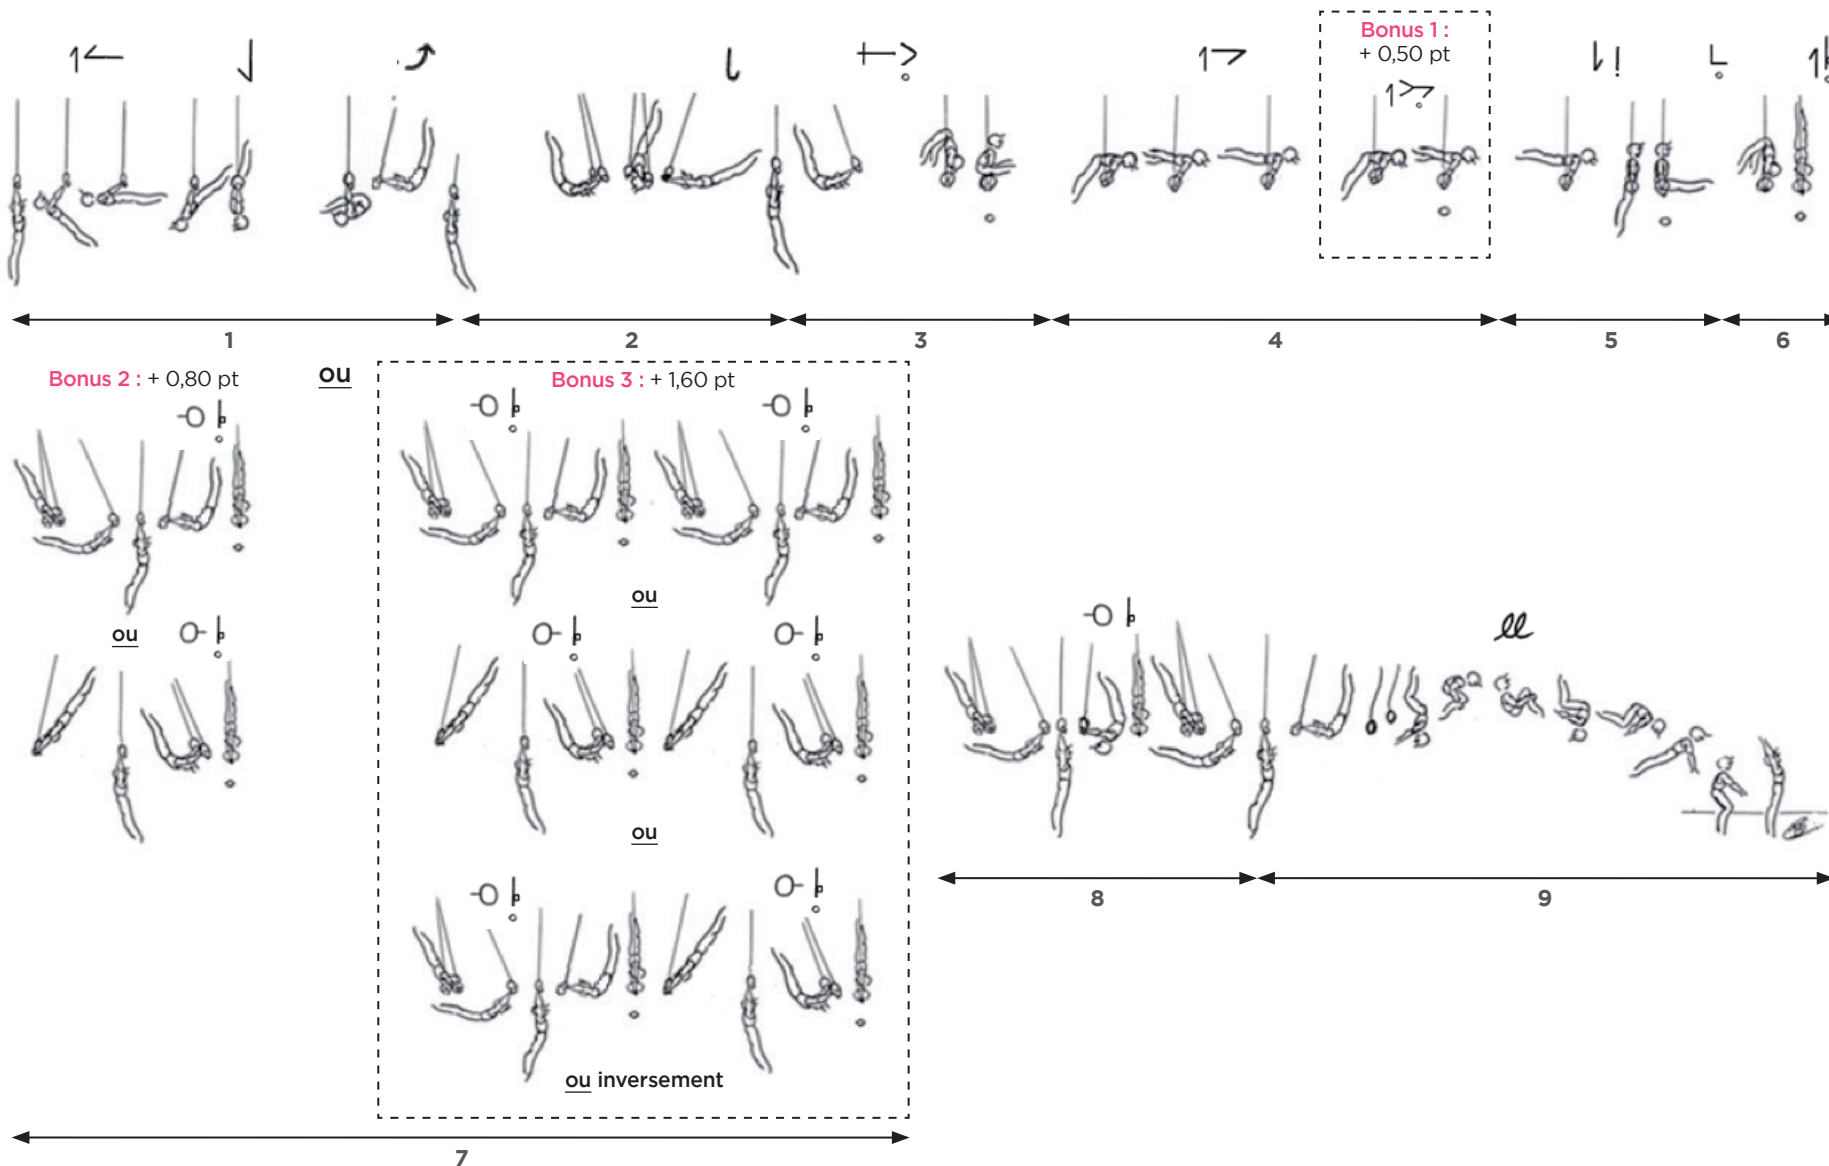 Bonus 1 :
+ 0,50 pt
1
2
3
4
5
6
Bonus 2 : + 0,80 pt
ou
Bonus 3 : + 1,60 pt
ou
ou
ou
ou inversement
7
8
9